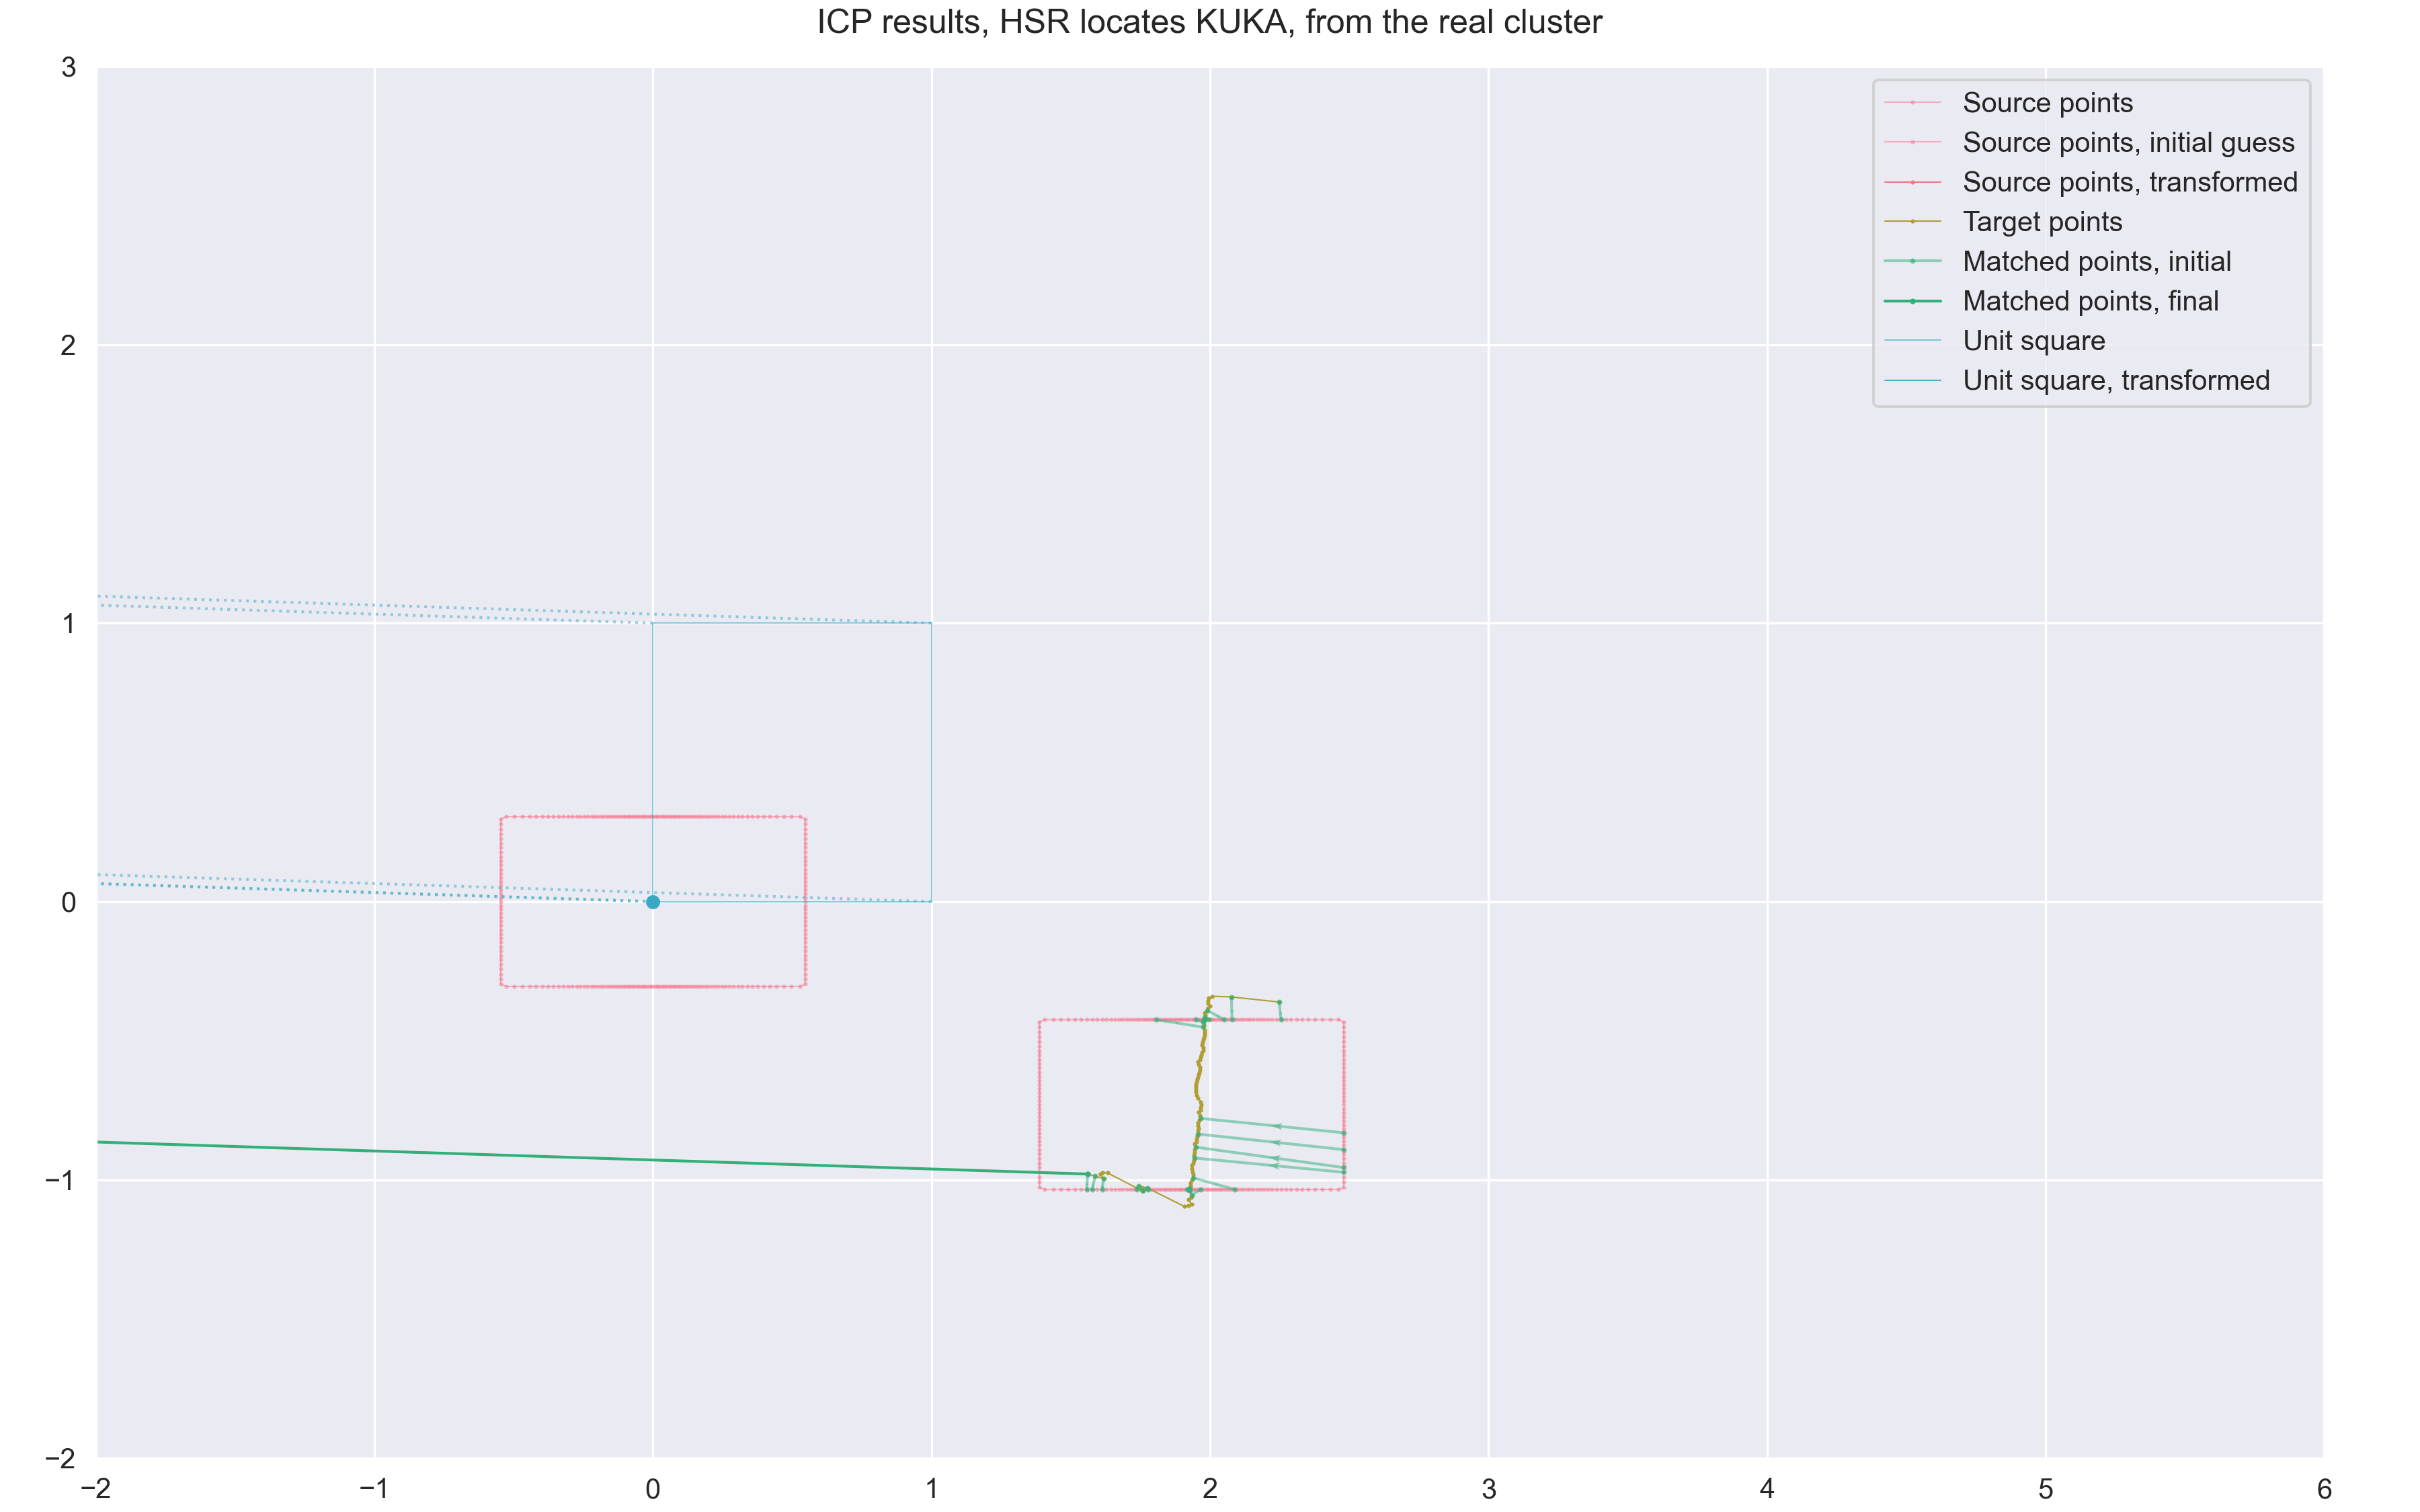 ICP results, HSR locates KUKA, from the real cluster
3
2
1
0
−1
−2
−2
−1
0
1
2
3
4
5
6
Source points
Source points, initial guess
Source points, transformed
Target points
Matched points, initial
Matched points, final
Unit square
Unit square, transformed